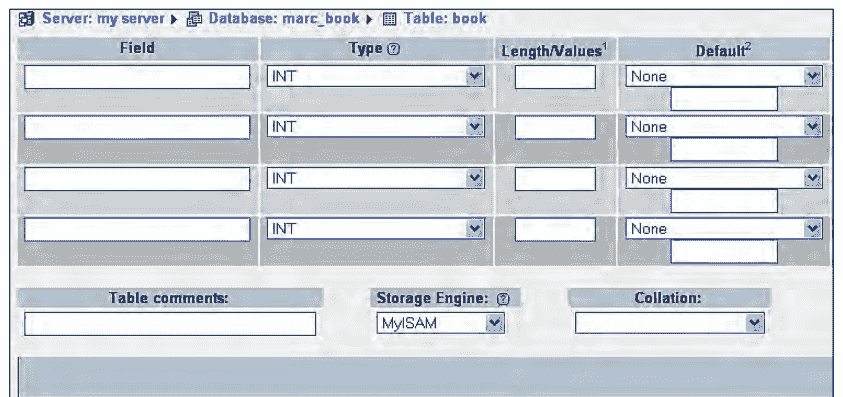 Server: my server ▸ Database: marc_book ▸ Table: book
Field Type Length/Values¹ Default²
INT None
INT None
INT None
INT None
Table comments: Storage Engine: Collation:
MyISAM